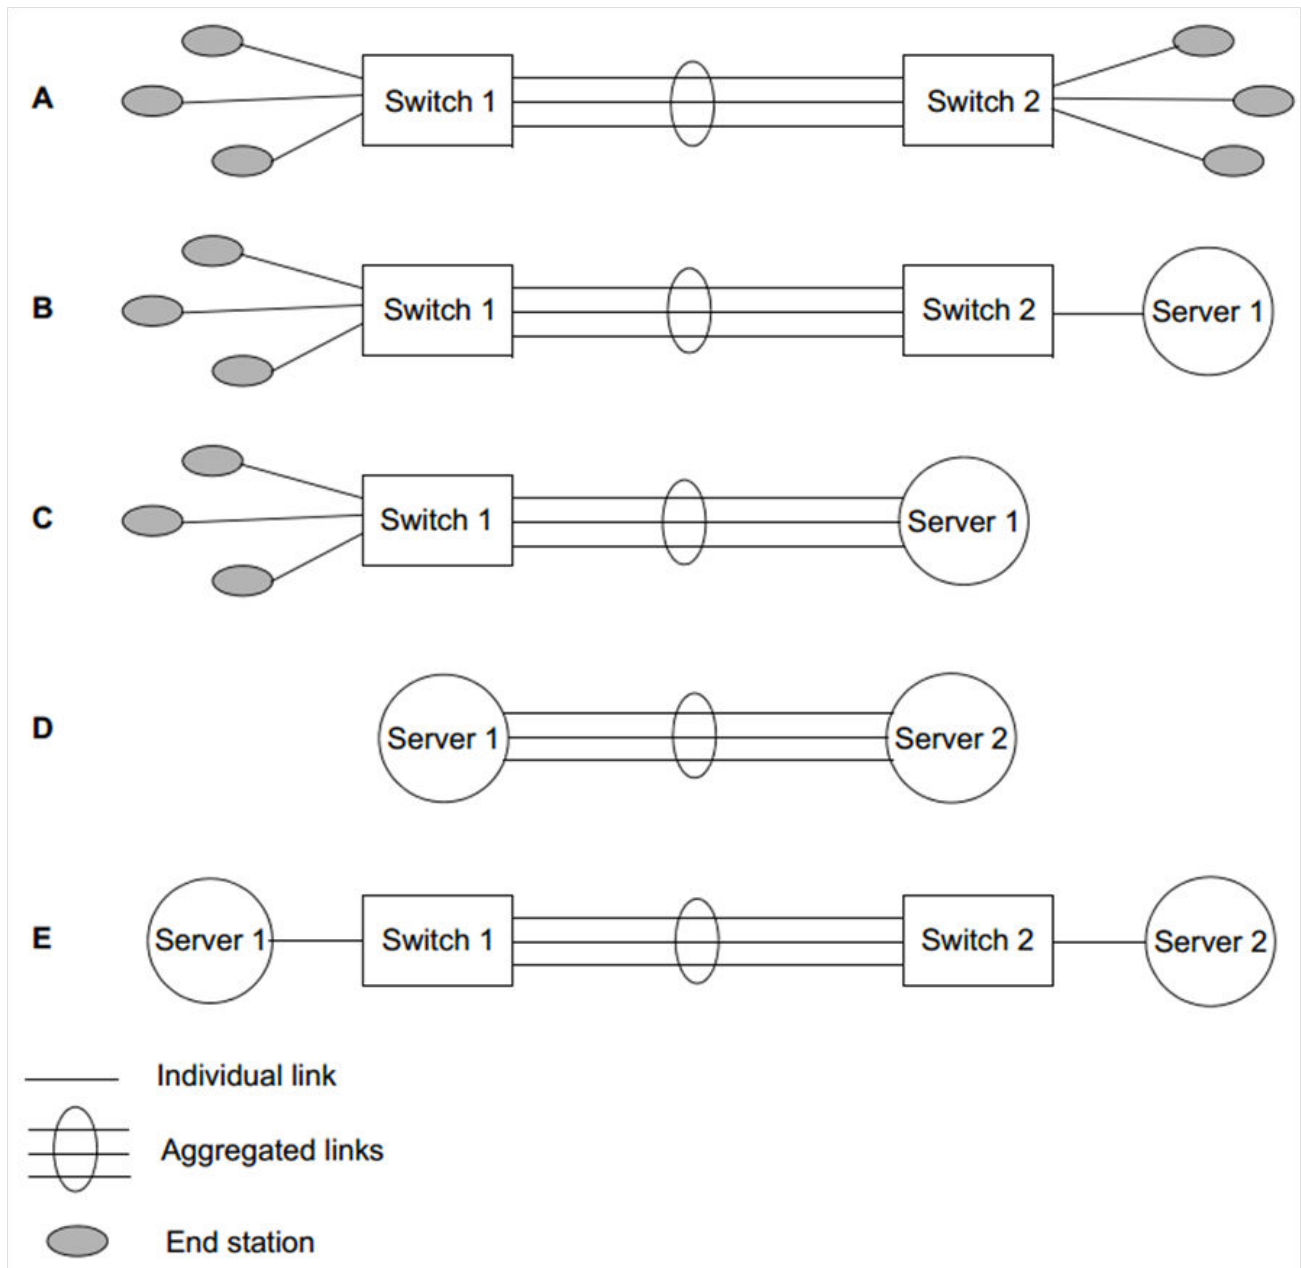 A Switch 1 Switch 2
B Switch 1 Switch 2 Server 1
C Switch 1 Server 1
D Server 1 Server 2
E Server 1 Switch 1 Switch 2 Server 2
Individual link
Aggregated links
End station